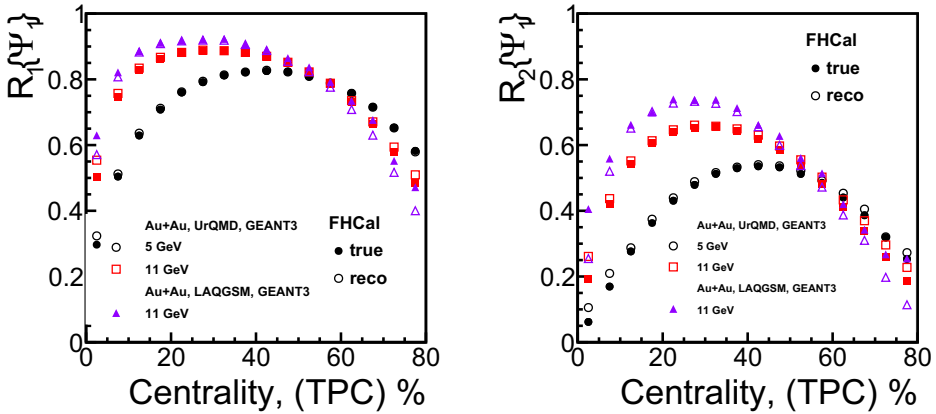 R₁{Ψ₁}
1
0.8
0.6
0.4
0.2
0
Au+Au, UrQMD, GEANT3
5 GeV
11 GeV
Au+Au, LAQGSM, GEANT3
11 GeV
FHCal
true
reco
0 20 40 60 80
Centrality, (TPC) %
R₂{Ψ₁}
1
0.8
0.6
0.4
0.2
0
FHCal
true
reco
Au+Au, UrQMD, GEANT3
5 GeV
11 GeV
Au+Au, LAQGSM, GEANT3
11 GeV
0 20 40 60 80
Centrality, (TPC) %